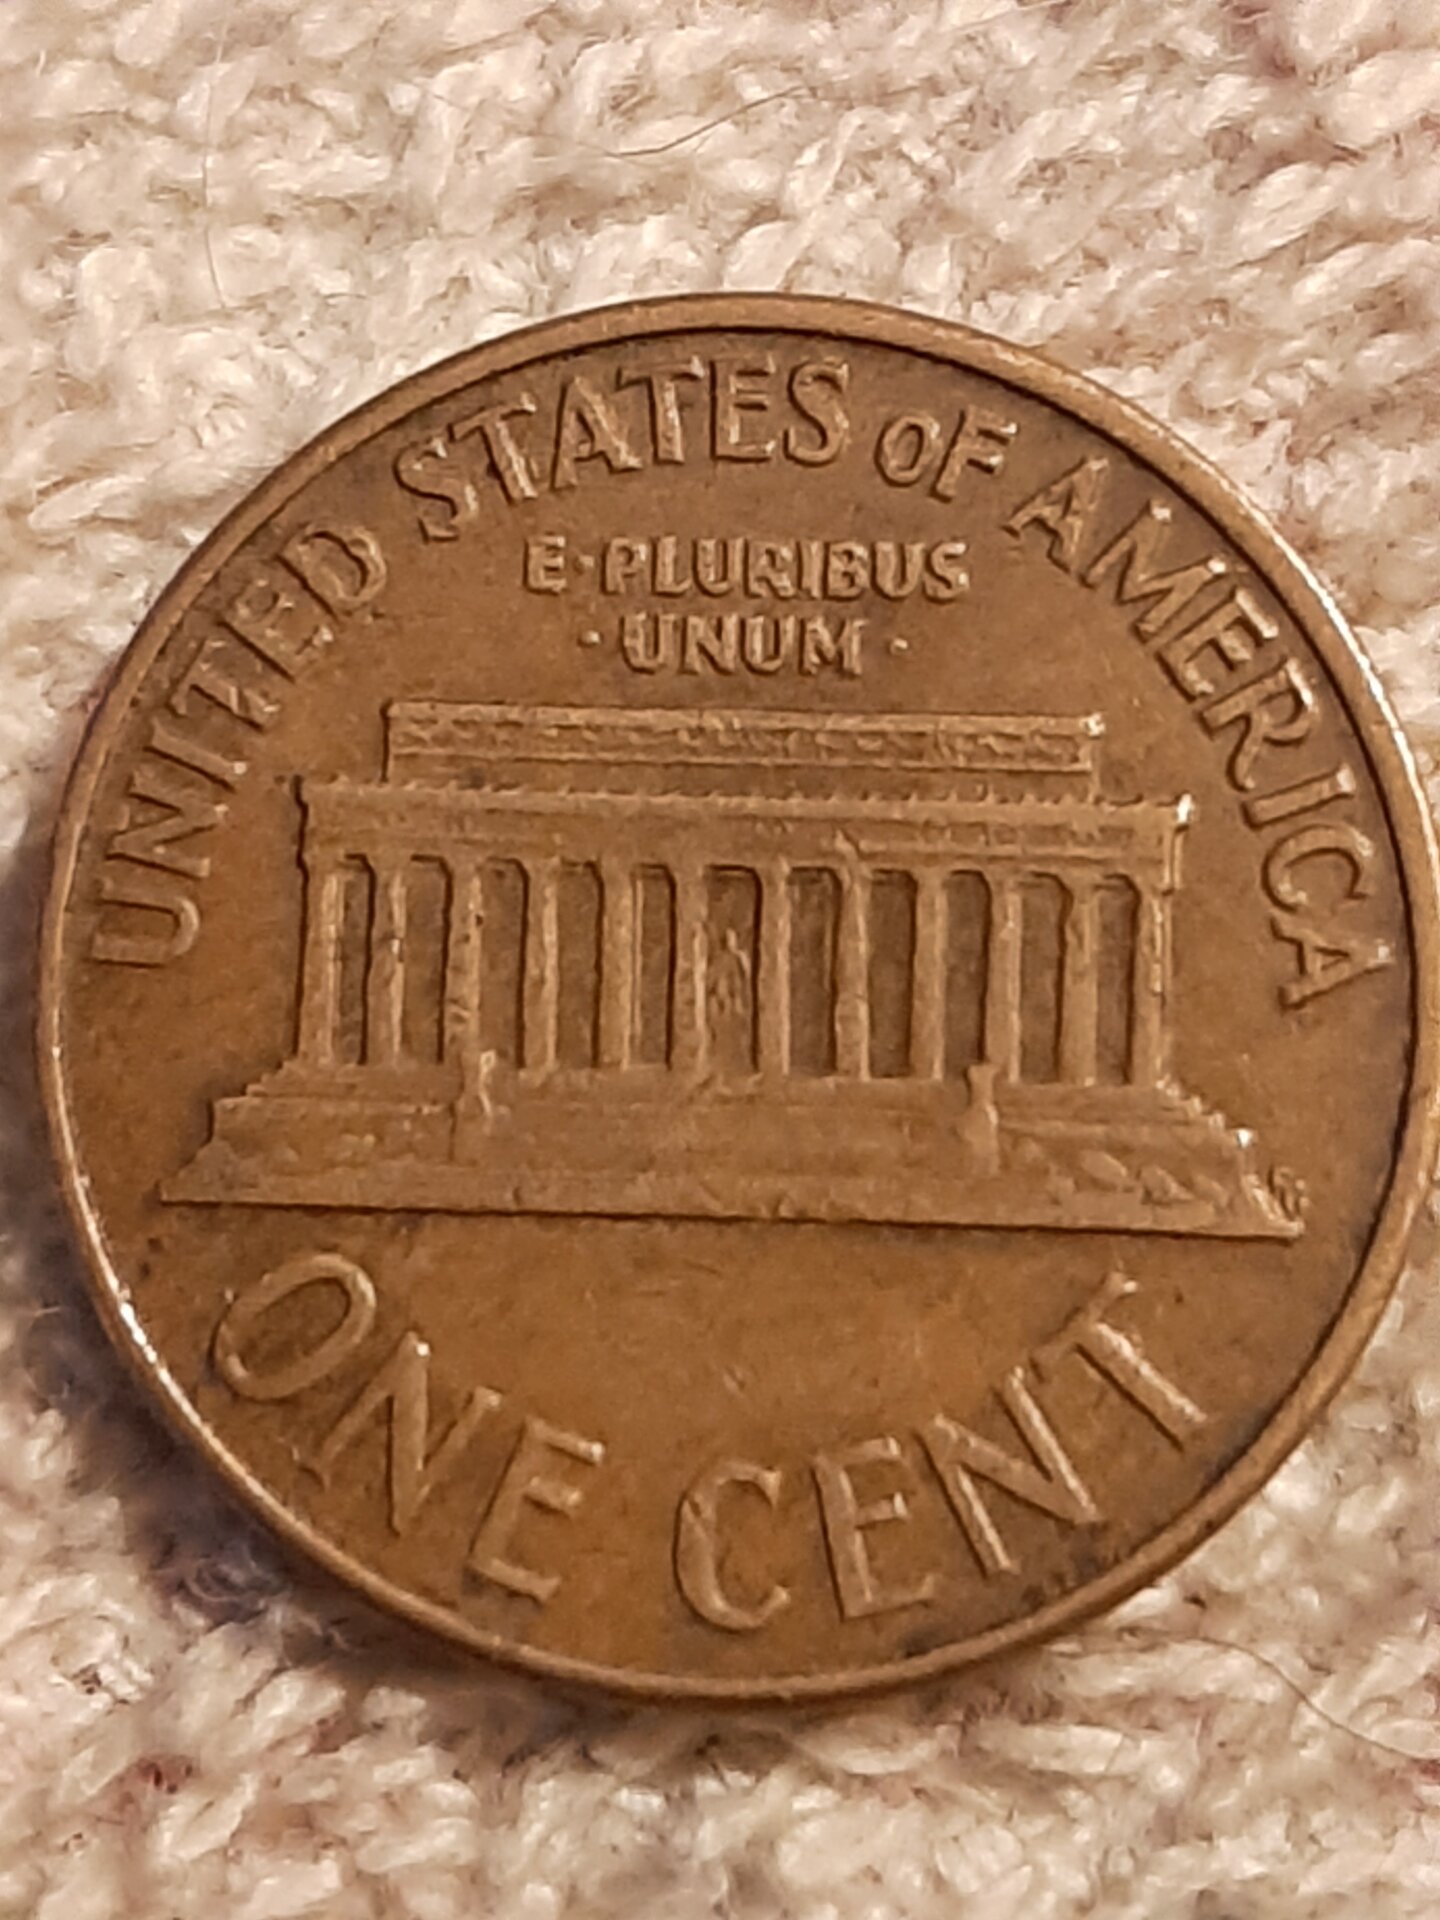 UNITED STATES OF AMERICA
E·PLURIBUS
· UNUM ·
ONE CENT